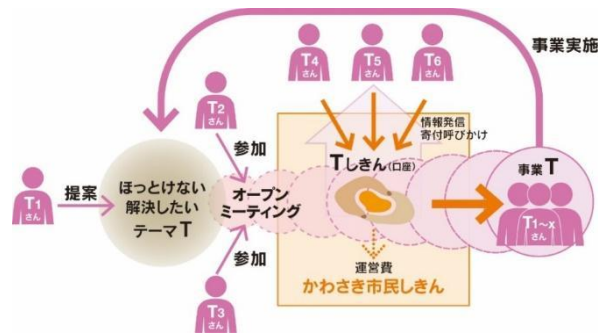 事業実施
T4
さん
T5
さん
T6
さん
T2
さん
参加
情報発信
寄付呼びかけ
Tしきん(口座)
事業 T
T1
さん
提案
ほっとけない
解決したい
テーマ T
オープン
ミーティング
T1〜x
さん
参加
運営費
かわさき市民しきん
T3
さん